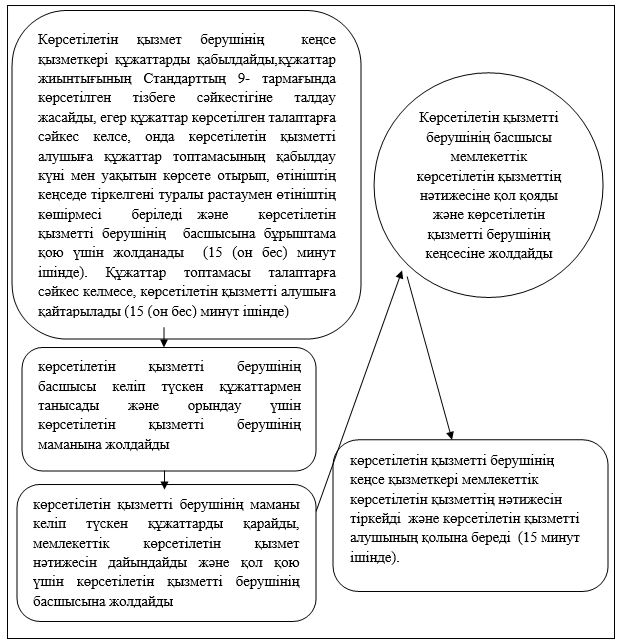 Көрсетілетін қызмет берушінің кеңсе
қызметкері құжаттарды қабылдайды,құжаттар
жиынтығының Стандарттың 9- тармағында
көрсетілген тізбеге сәйкестігіне талдау
жасайды, егер құжаттар көрсетілген талаптарға
сәйкес келсе, онда көрсетілетін қызметті
алушыға құжаттар топтамасының қабылдау
күні мен уақытын көрсете отырып, өтініштің
кеңседе тіркелгені туралы растаумен өтініштің
көшірмесі беріледі және көрсетілетін
қызметті берушінің басшысына бұрыштама
қою үшін жолданады (15 (он бес) минут
ішінде). Құжаттар топтамасы талаптарға
сәйкес келмесе, көрсетілетін қызметті алушыға
қайтарылады (15 (он бес) минут ішінде)
көрсетілетін қызметті берушінің
басшысы келіп түскен құжаттармен
танысады және орындау үшін
көрсетілетін қызметті берушінің
маманына жолдайды
көрсетілетін қызметті берушінің маманы
келіп түскен құжаттарды қарайды,
мемлекеттік көрсетілетін қызмет
нәтижесін дайындайды және қол қою
үшін көрсетілетін қызметті берушінің
басшысына жолдайды
Көрсетілетін қызметті
берушінің басшысы
мемлекеттік
көрсетілетін қызметтің
нәтижесіне қол қояды
және көрсетілетін
қызметті берушінің
кеңсесіне жолдайды
көрсетілетін қызметті берушінің
кеңсе қызметкері мемлекеттік
көрсетілетін қызметтің нәтижесін
тіркейді және көрсетілетін қызметті
алушының қолына береді (15 минут
ішінде).